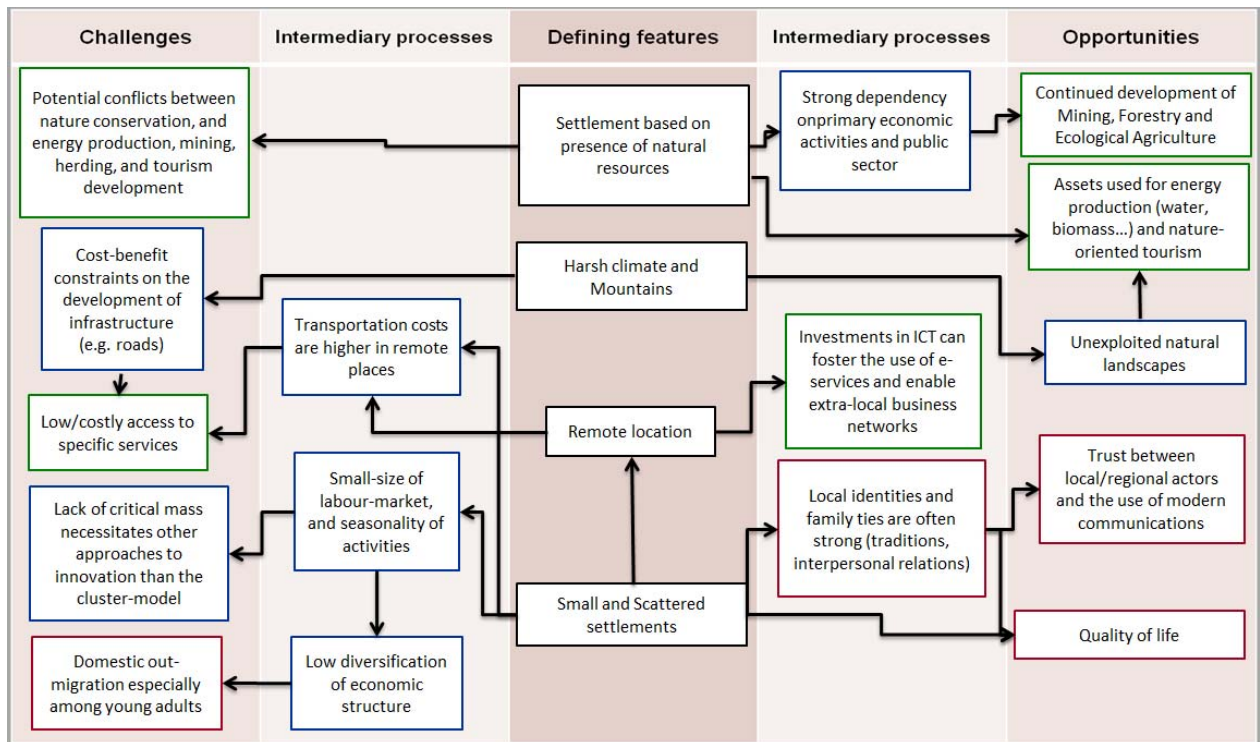 Challenges
Intermediary processes
Defining features
Intermediary processes
Opportunities
Potential conflicts between
nature conservation, and
energy production, mining,
herding, and tourism
development
Cost-benefit
constraints on the
development of
infrastructure
(e.g. roads)
Low/costly access to
specific services
Lack of critical mass
necessitates other
approaches to
innovation than the
cluster-model
Domestic out-
migration especially
among young adults
Transportation costs
are higher in remote
places
Small-size of
labour-market,
and seasonality of
activities
Low diversification
of economic
structure
Settlement based on
presence of natural
resources
Harsh climate and
Mountains
Remote location
Small and Scattered
settlements
Strong dependency
onprimary economic
activities and public
sector
Investments in ICT can
foster the use of e-
services and enable
extra-local business
networks
Local identities and
family ties are often
strong (traditions,
interpersonal relations)
Continued development of
Mining, Forestry and
Ecological Agriculture
Assets used for energy
production (water,
biomass…) and nature-
oriented tourism
Unexploited natural
landscapes
Trust between
local/regional actors
and the use of modern
communications
Quality of life